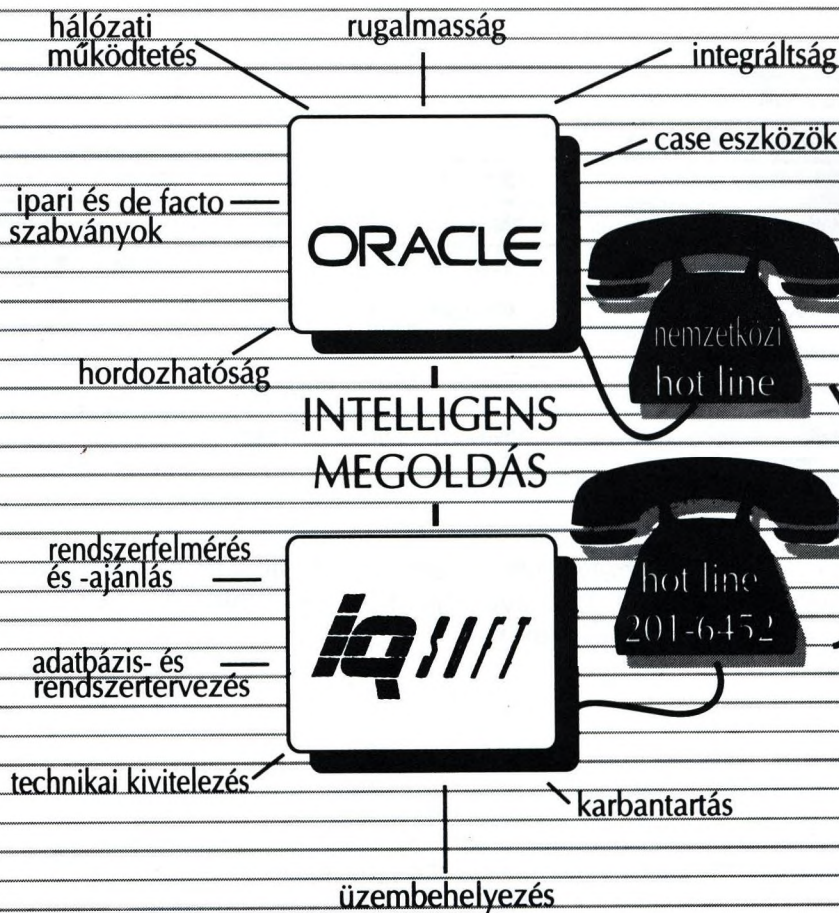 hálózati
működtetés
rugalmasság
integráltság
case eszközök
ipari és de facto
szabványok
ORACLE
nemzetközi
hot line
hordozhatóság
INTELLIGENS
MEGOLDÁS
rendszerfelmérés
és -ajánlás
iq SOFT
hot line
201-6452
adatbázis- és
rendszertervezés
technikai kivitelezés
karbantartás
üzembehelyezés